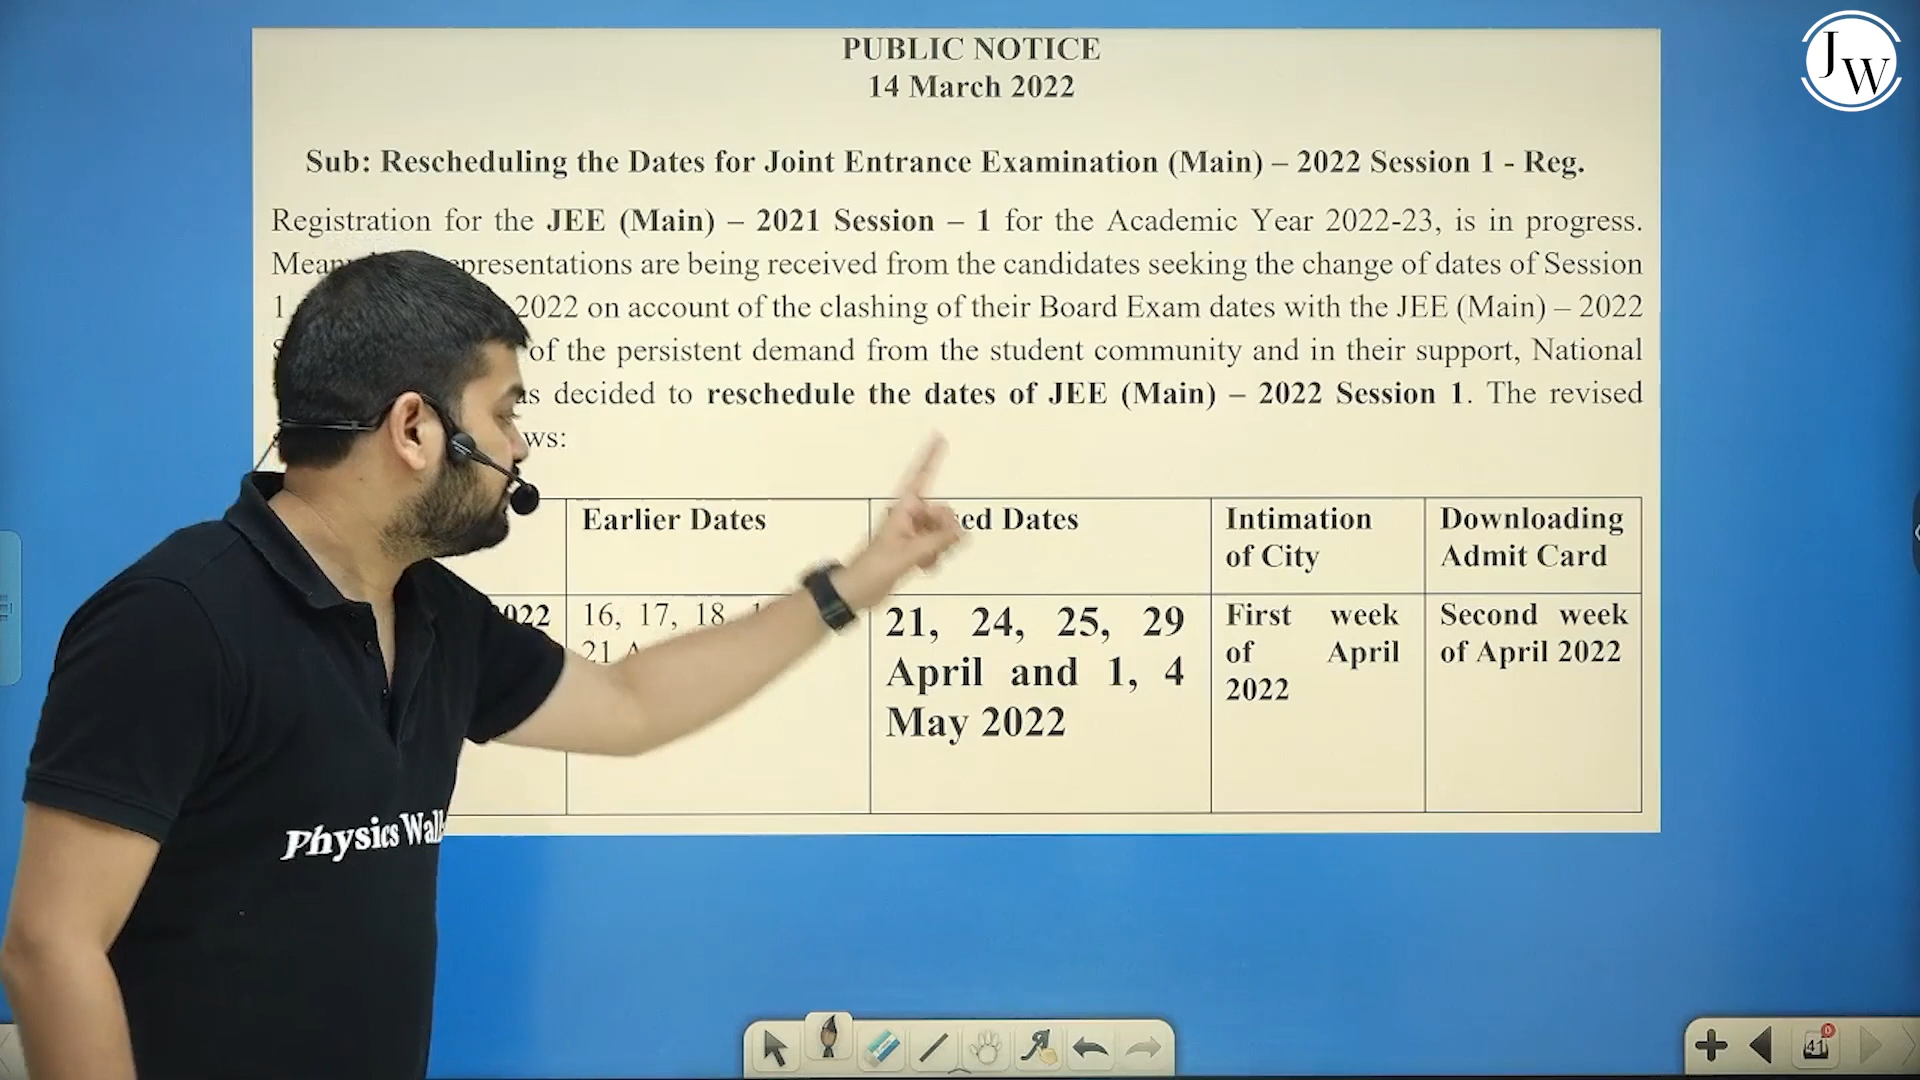 PUBLIC NOTICE
14 March 2022
JW
Sub: Rescheduling the Dates for Joint Entrance Examination (Main) – 2022 Session 1 - Reg.
Registration for the JEE (Main) – 2021 Session – 1 for the Academic Year 2022-23, is in progress.
are being received from the candidates seeking the change of dates of Session
1 2022 on account of the clashing of their Board Exam dates with the JEE (Main) – 2022
of the persistent demand from the student community and in their support, National
decided to reschedule the dates of JEE (Main) – 2022 Session 1. The revised
Earlier Dates
Dates
Intimation
of City
Downloading
Admit Card
16, 17, 18,
21
21, 24, 25, 29
April and 1, 4
May 2022
First week
of April
2022
Second week
of April 2022
Physics
41
0